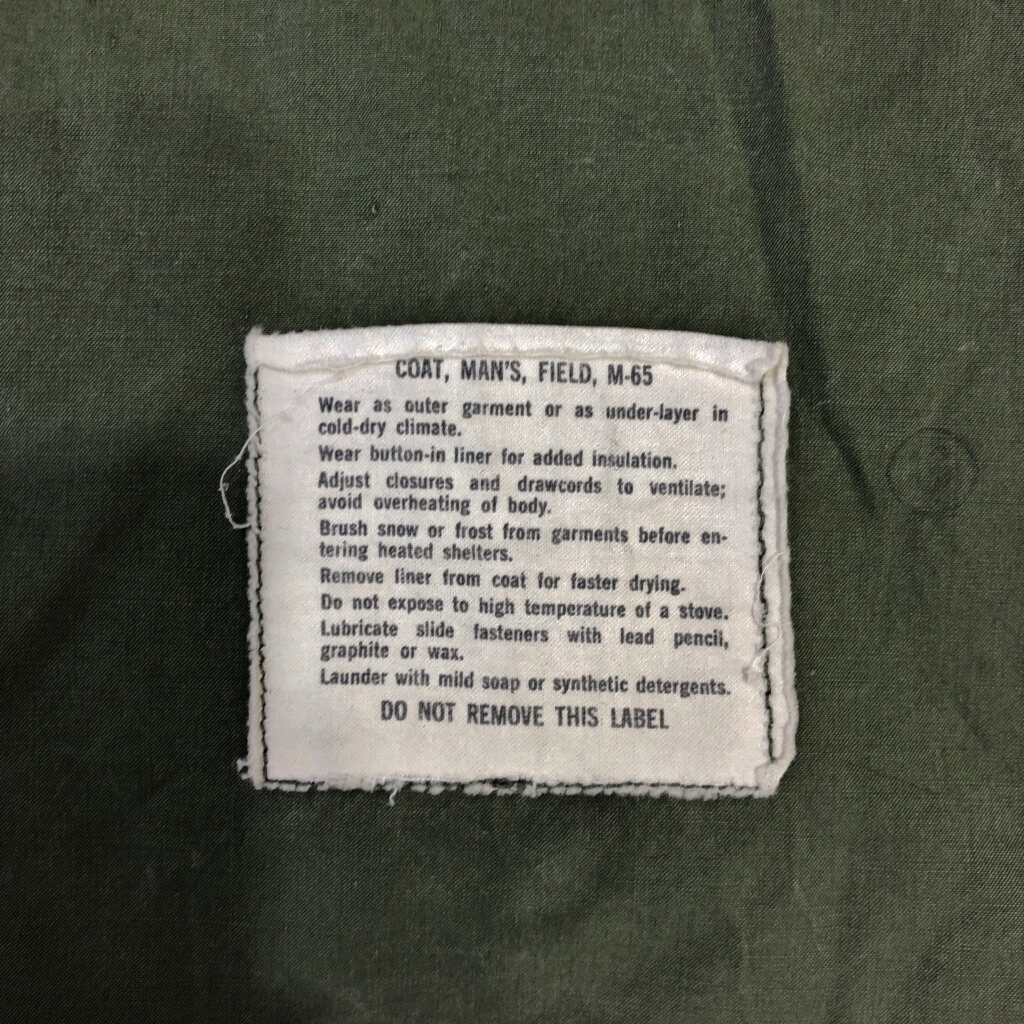 COAT, MAN'S, FIELD, M-65
Wear as outer garment or as under-layer in
cold-dry climate.
Wear button-in liner for added insulation.
Adjust closures and drawcords to ventilate;
avoid overheating of body.
Brush snow or frost from garments before en-
tering heated shelters.
Remove liner from coat for faster drying.
Do not expose to high temperature of a stove.
Lubricate slide fasteners with lead pencil,
graphite or wax.
Launder with mild soap or synthetic detergents.
DO NOT REMOVE THIS LABEL